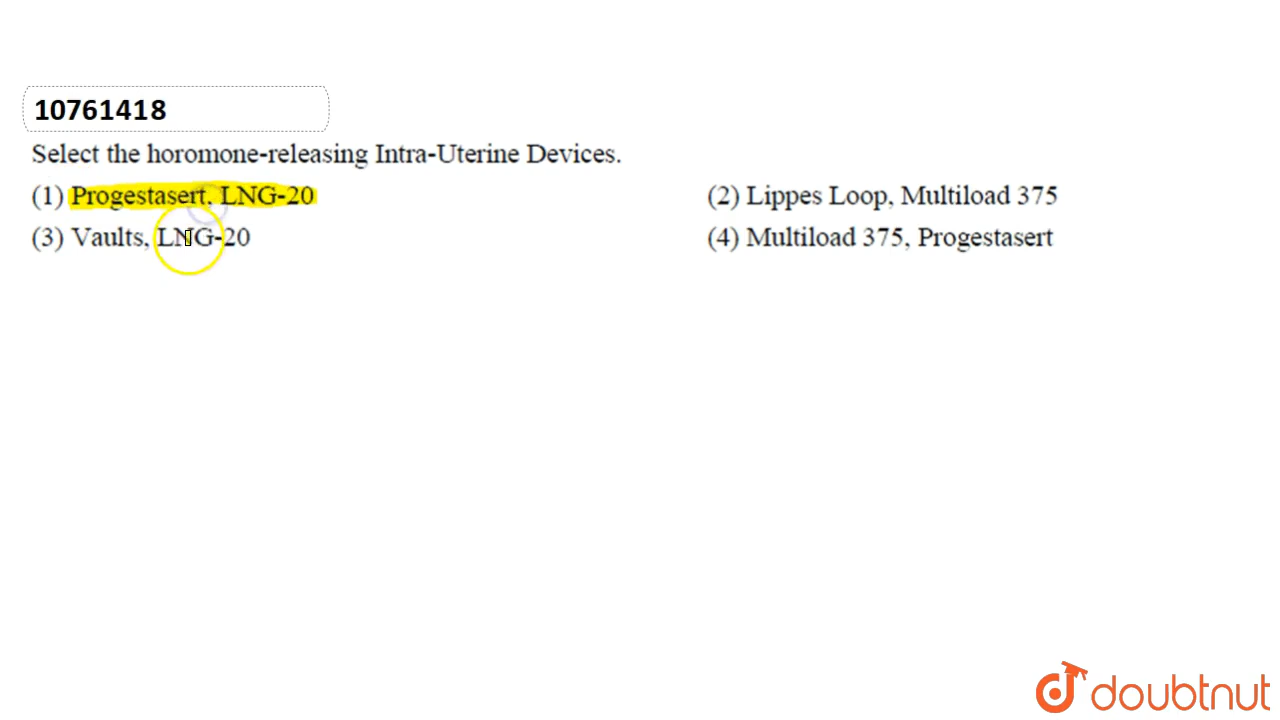 10761418
Select the horomone-releasing Intra-Uterine Devices.
(1) Progestasert, LNG-20
(2) Lippes Loop, Multiload 375
(3) Vaults, LNG-20
(4) Multiload 375, Progestasert
doubtnut